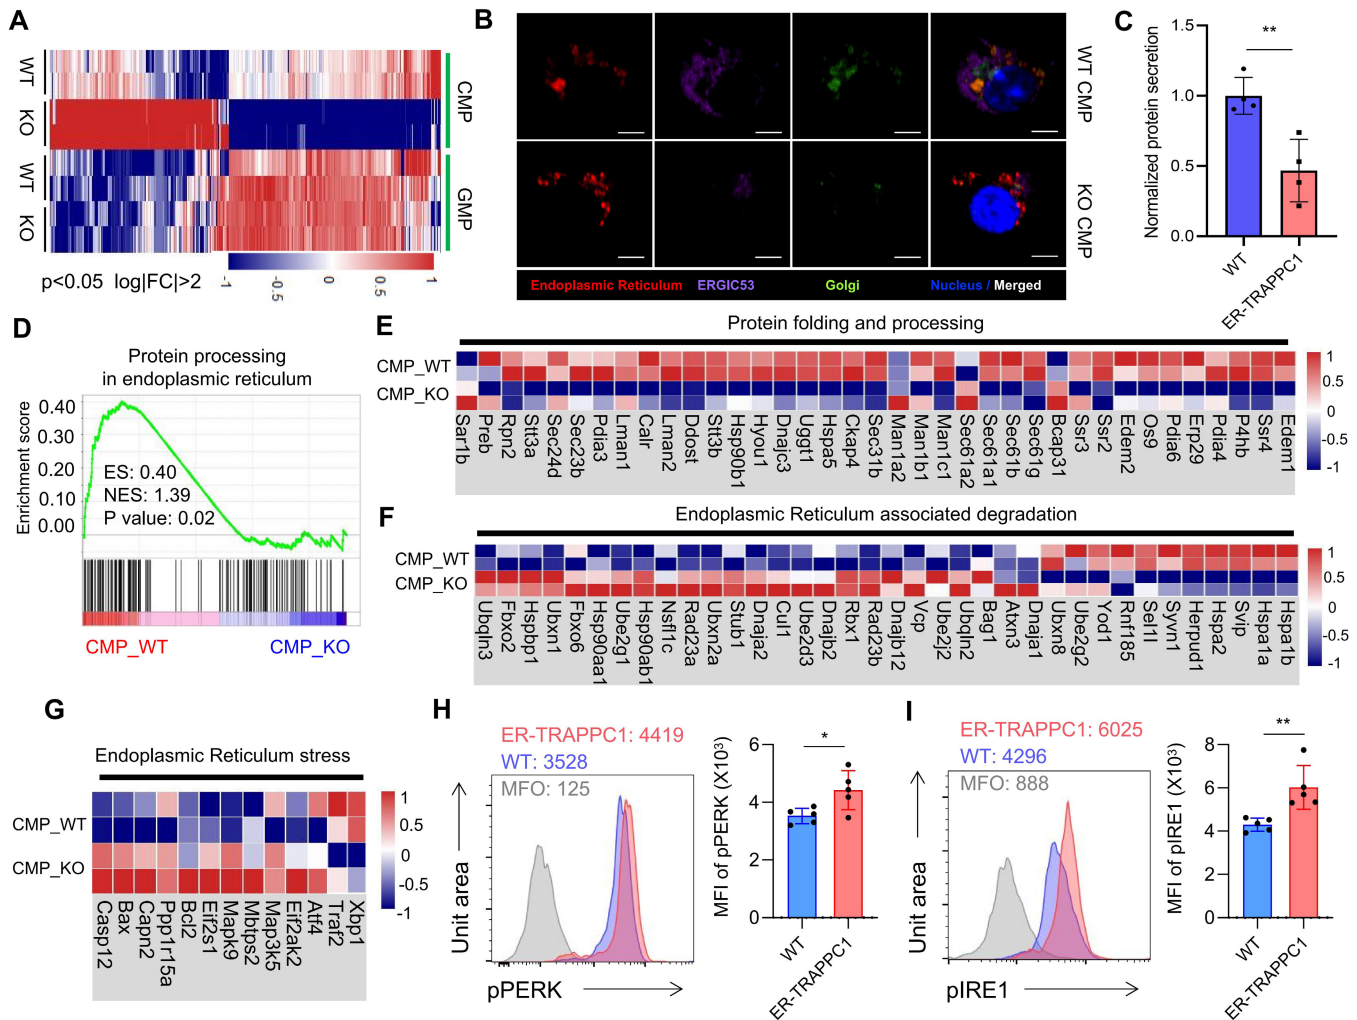 A
WT
KO
WT
KO
CMP
GMP
p<0.05 log|FC|>2
-1
-0.5
0
0.5
1
B
WT CMP
KO CMP
Endoplasmic Reticulum
ERGIC53
Golgi
Nucleus / Merged
C
Normalized protein secretion
1.5
1.0
0.5
0.0
**
WT
ER-TRAPPC1
D
Protein processing
in endoplasmic reticulum
Enrichment score
0.40
0.30
0.20
0.10
0.00
ES: 0.40
NES: 1.39
P value: 0.02
CMP_WT
CMP_KO
E
Protein folding and processing
CMP_WT
CMP_KO
Sar1b
Preb
Rpn2
Stt3a
Sec24d
Sec23b
Pdia3
Lman1
Calr
Lman2
Ddost
Stt3b
Hsp90b1
Hyou1
Dnajc3
Uggt1
Hspa5
Ckap4
Sec31b
Man1a2
Man1b1
Man1c1
Sec61a2
Sec61a1
Sec61b
Sec61g
Bcap31
Ssr3
Ssr2
Edem2
Os9
Pdia6
Erp29
Pdia4
P4hb
Ssr4
Edem1
1
0.5
0
-0.5
-1
F
Endoplasmic Reticulum associated degradation
CMP_WT
CMP_KO
Ubqln3
Fbxo2
Hspbp1
Ubxn1
Fbxo6
Hsp90aa1
Ube2g1
Hsp90ab1
Nsfl1c
Rad23a
Ubxn2a
Stub1
Dnaja2
Cul1
Ube2d3
Dnajb2
Rbx1
Rad23b
Dnajb12
Vcp
Ube2j2
Ubqln2
Bag1
Atxn3
Dnaja1
Ubxn8
Ube2g2
Yod1
Rnf185
Sel1l
Syvn1
Herpud1
Hspa2
Svip
Hspa1a
Hspa1b
1
0.5
0
-0.5
-1
G
Endoplasmic Reticulum stress
CMP_WT
CMP_KO
Casp12
Bax
Capn2
Ppp1r15a
Bcl2
Eif2s1
Mapk9
Mbtps2
Map3k5
Eif2ak2
Atf4
Traf2
Xbp1
1
0.5
0
-0.5
-1
H
ER-TRAPPC1: 4419
WT: 3528
MFO: 125
Unit area
pPERK
MFI of pPERK (X10³)
6
4
2
0
*
WT
ER-TRAPPC1
I
ER-TRAPPC1: 6025
WT: 4296
MFO: 888
Unit area
pIRE1
MFI of pIRE1 (X10³)
8
6
4
2
0
**
WT
ER-TRAPPC1